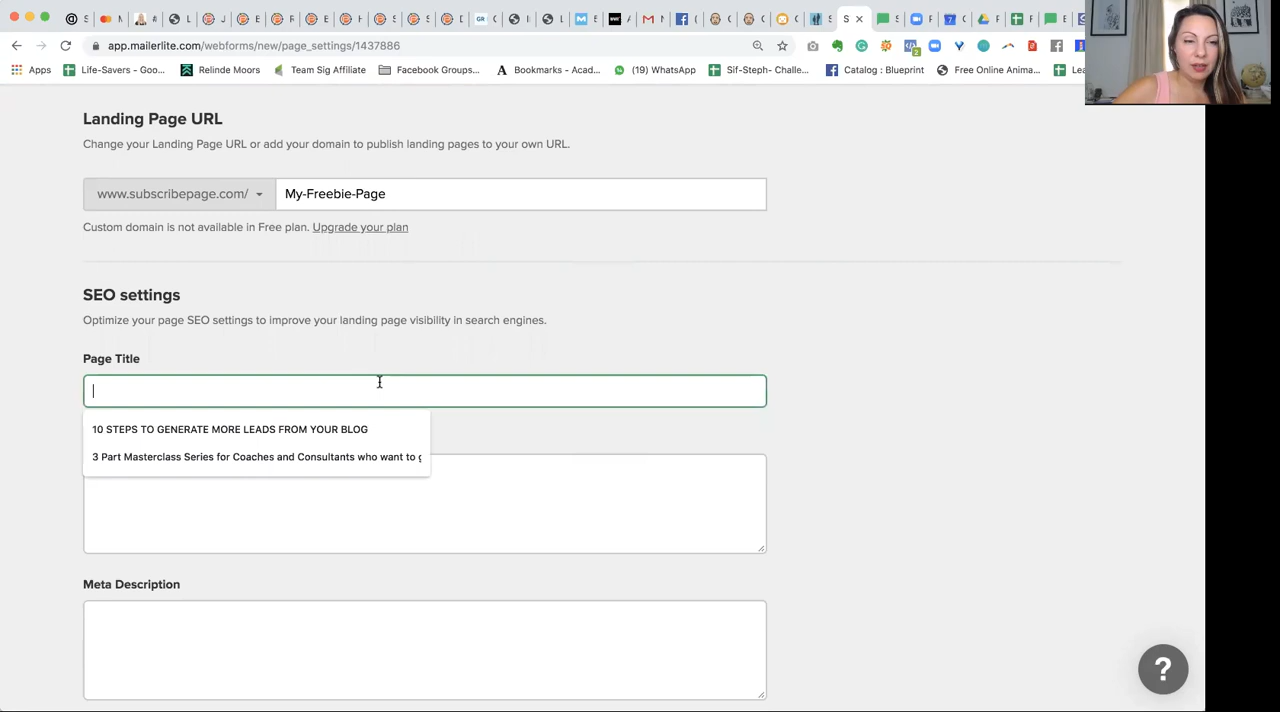 S
M
#
L
J
E
F
E
H
S
S
D
GR
C
I
L
E
A
M
(
C
C
C
S
S
S
F
C
F
F
E
app.mailerlite.com/webforms/new/page_settings/1437886
2
Apps
Life-Savers - Goo...
Relinde Moors
Team Sig Affiliate
Facebook Groups...
Bookmarks - Acad...
(19) WhatsApp
Sif-Steph- Challe...
Catalog : Blueprint
Free Online Anima...
Lea
Landing Page URL
Change your Landing Page URL or add your domain to publish landing pages to your own URL.
www.subscribepage.com/
My-Freebie-Page
Custom domain is not available in Free plan. Upgrade your plan
SEO settings
Optimize your page SEO settings to improve your landing page visibility in search engines.
Page Title
10 STEPS TO GENERATE MORE LEADS FROM YOUR BLOG
3 Part Masterclass Series for Coaches and Consultants who want to g
Meta Description
?